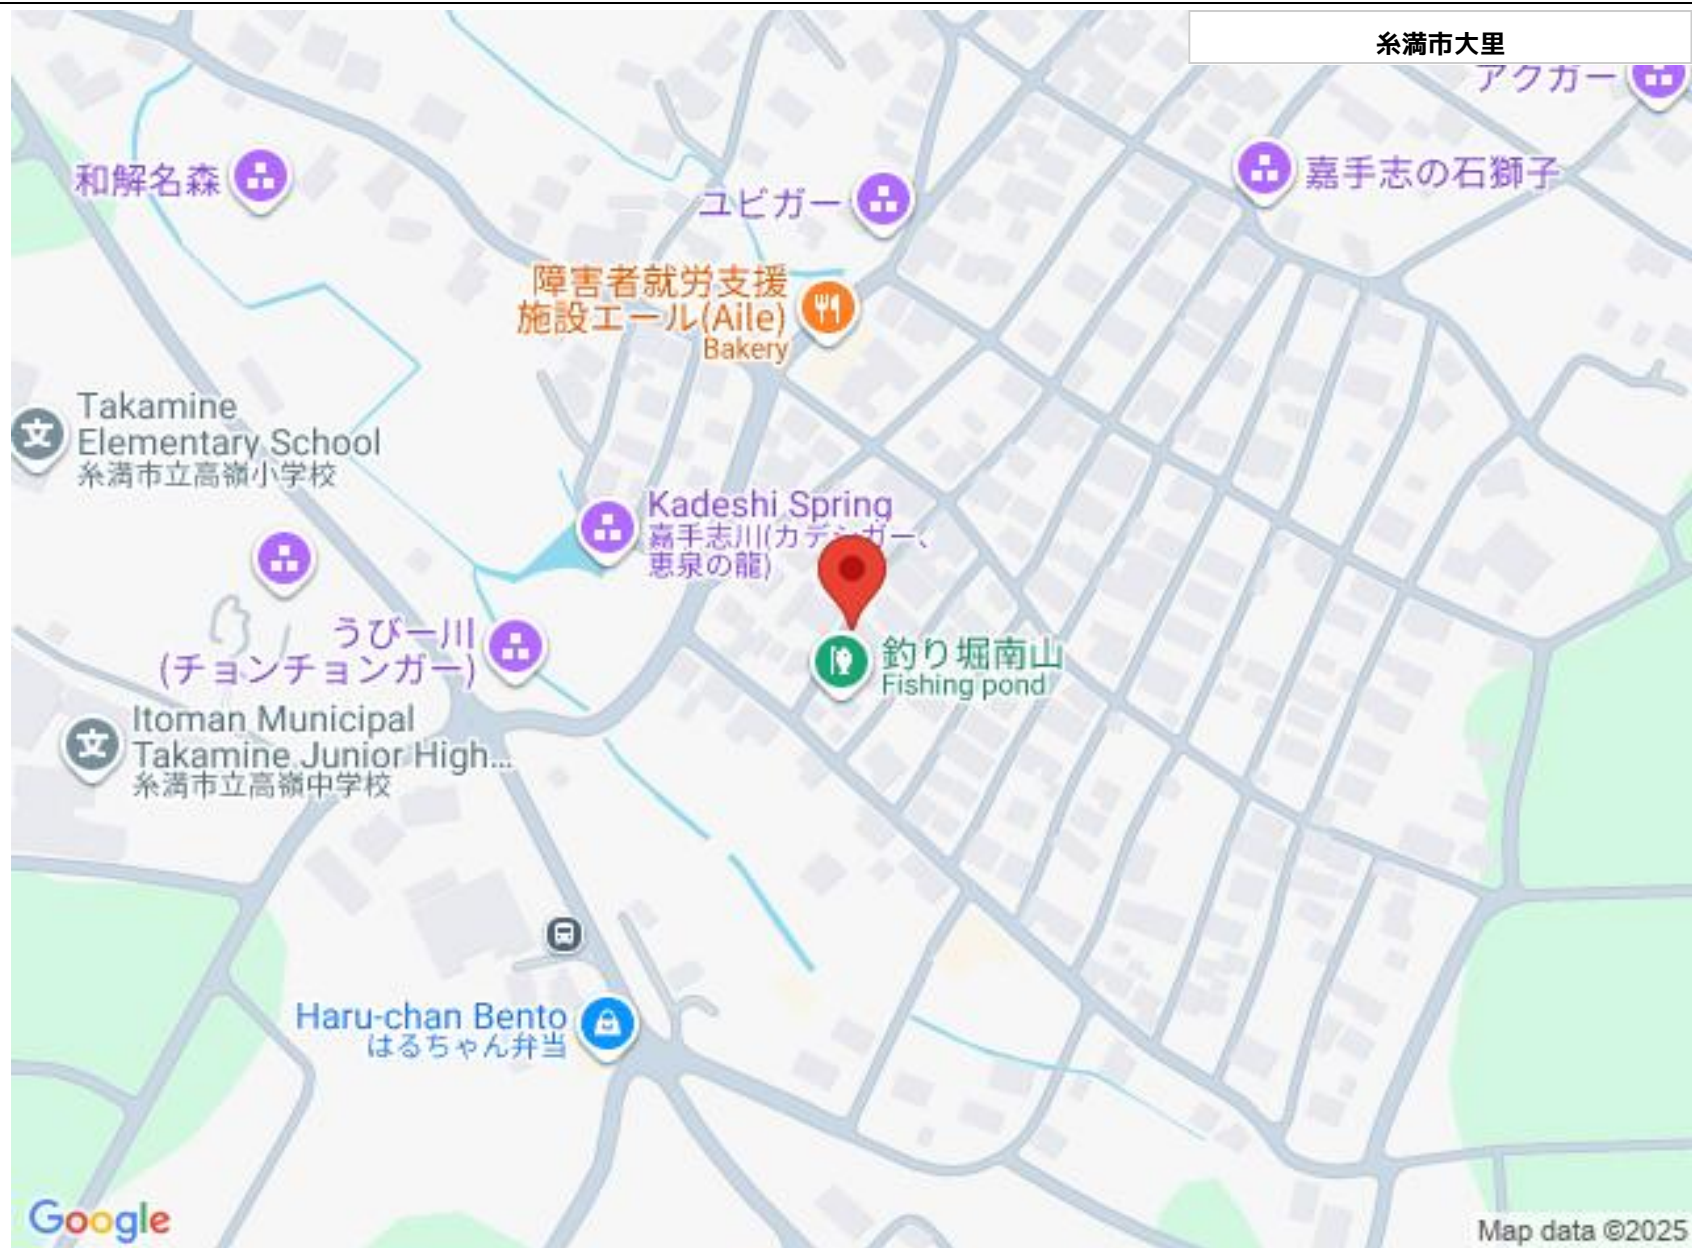 糸満市大里
アクガー
和解名森
嘉手志の石獅子
ユビガー
障害者就労支援
施設エール(Aile)
Bakery
Takamine
Elementary School
糸満市立高嶺小学校
Kadeshi Spring
嘉手志川(カデシガー、
恵泉の龍)
うびー川
(チョンチョンガー)
釣り堀南山
Fishing pond
Itoman Municipal
Takamine Junior High...
糸満市立高嶺中学校
Haru-chan Bento
はるちゃん弁当
Google
Map data ©2025